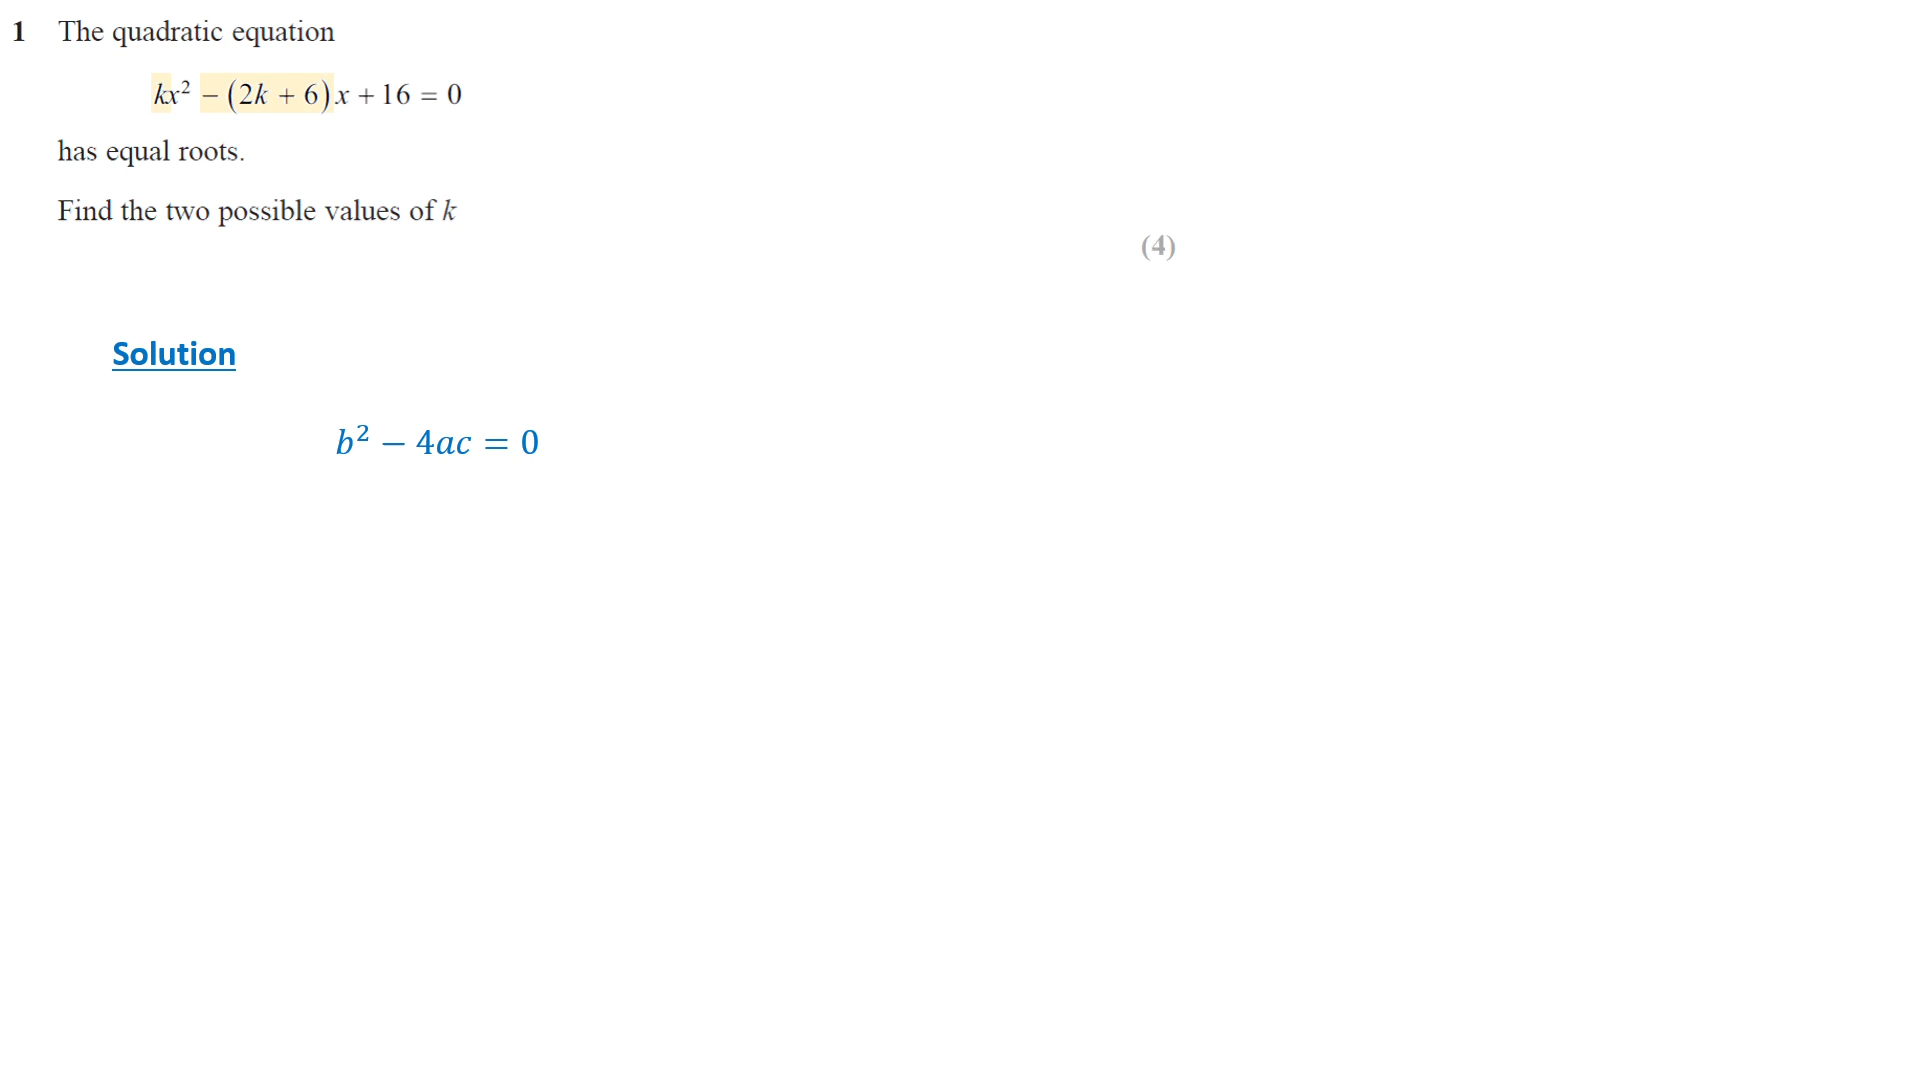 1 The quadratic equation
kx² − (2k + 6)x + 16 = 0
has equal roots.
Find the two possible values of k
(4)
Solution
b² − 4ac = 0